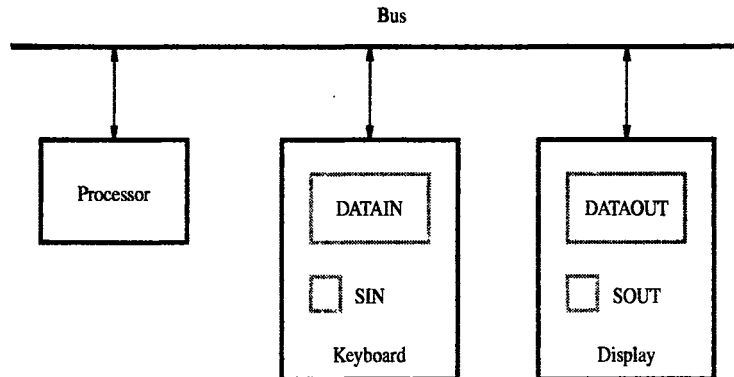 Bus
Processor
DATAIN
DATAOUT
SIN
SOUT
Keyboard
Display